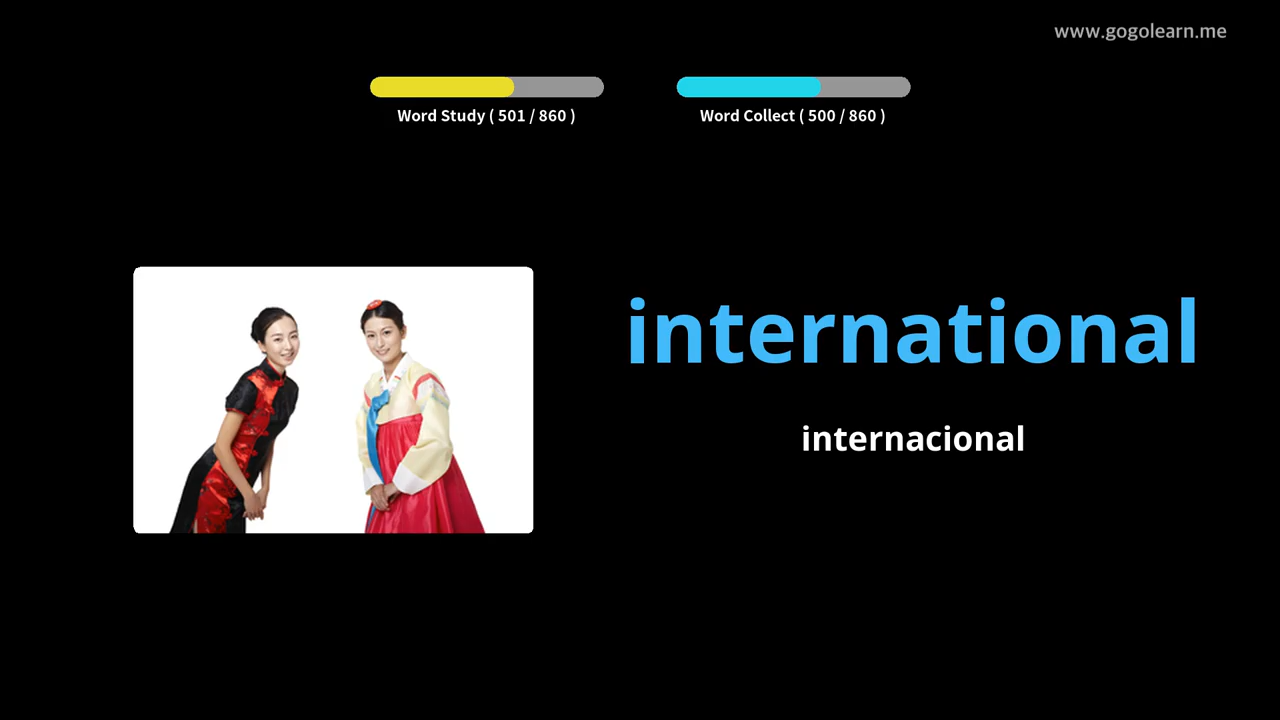 www.gogolearn.me
Word Study ( 501 / 860 )
Word Collect ( 500 / 860 )
international
internacional